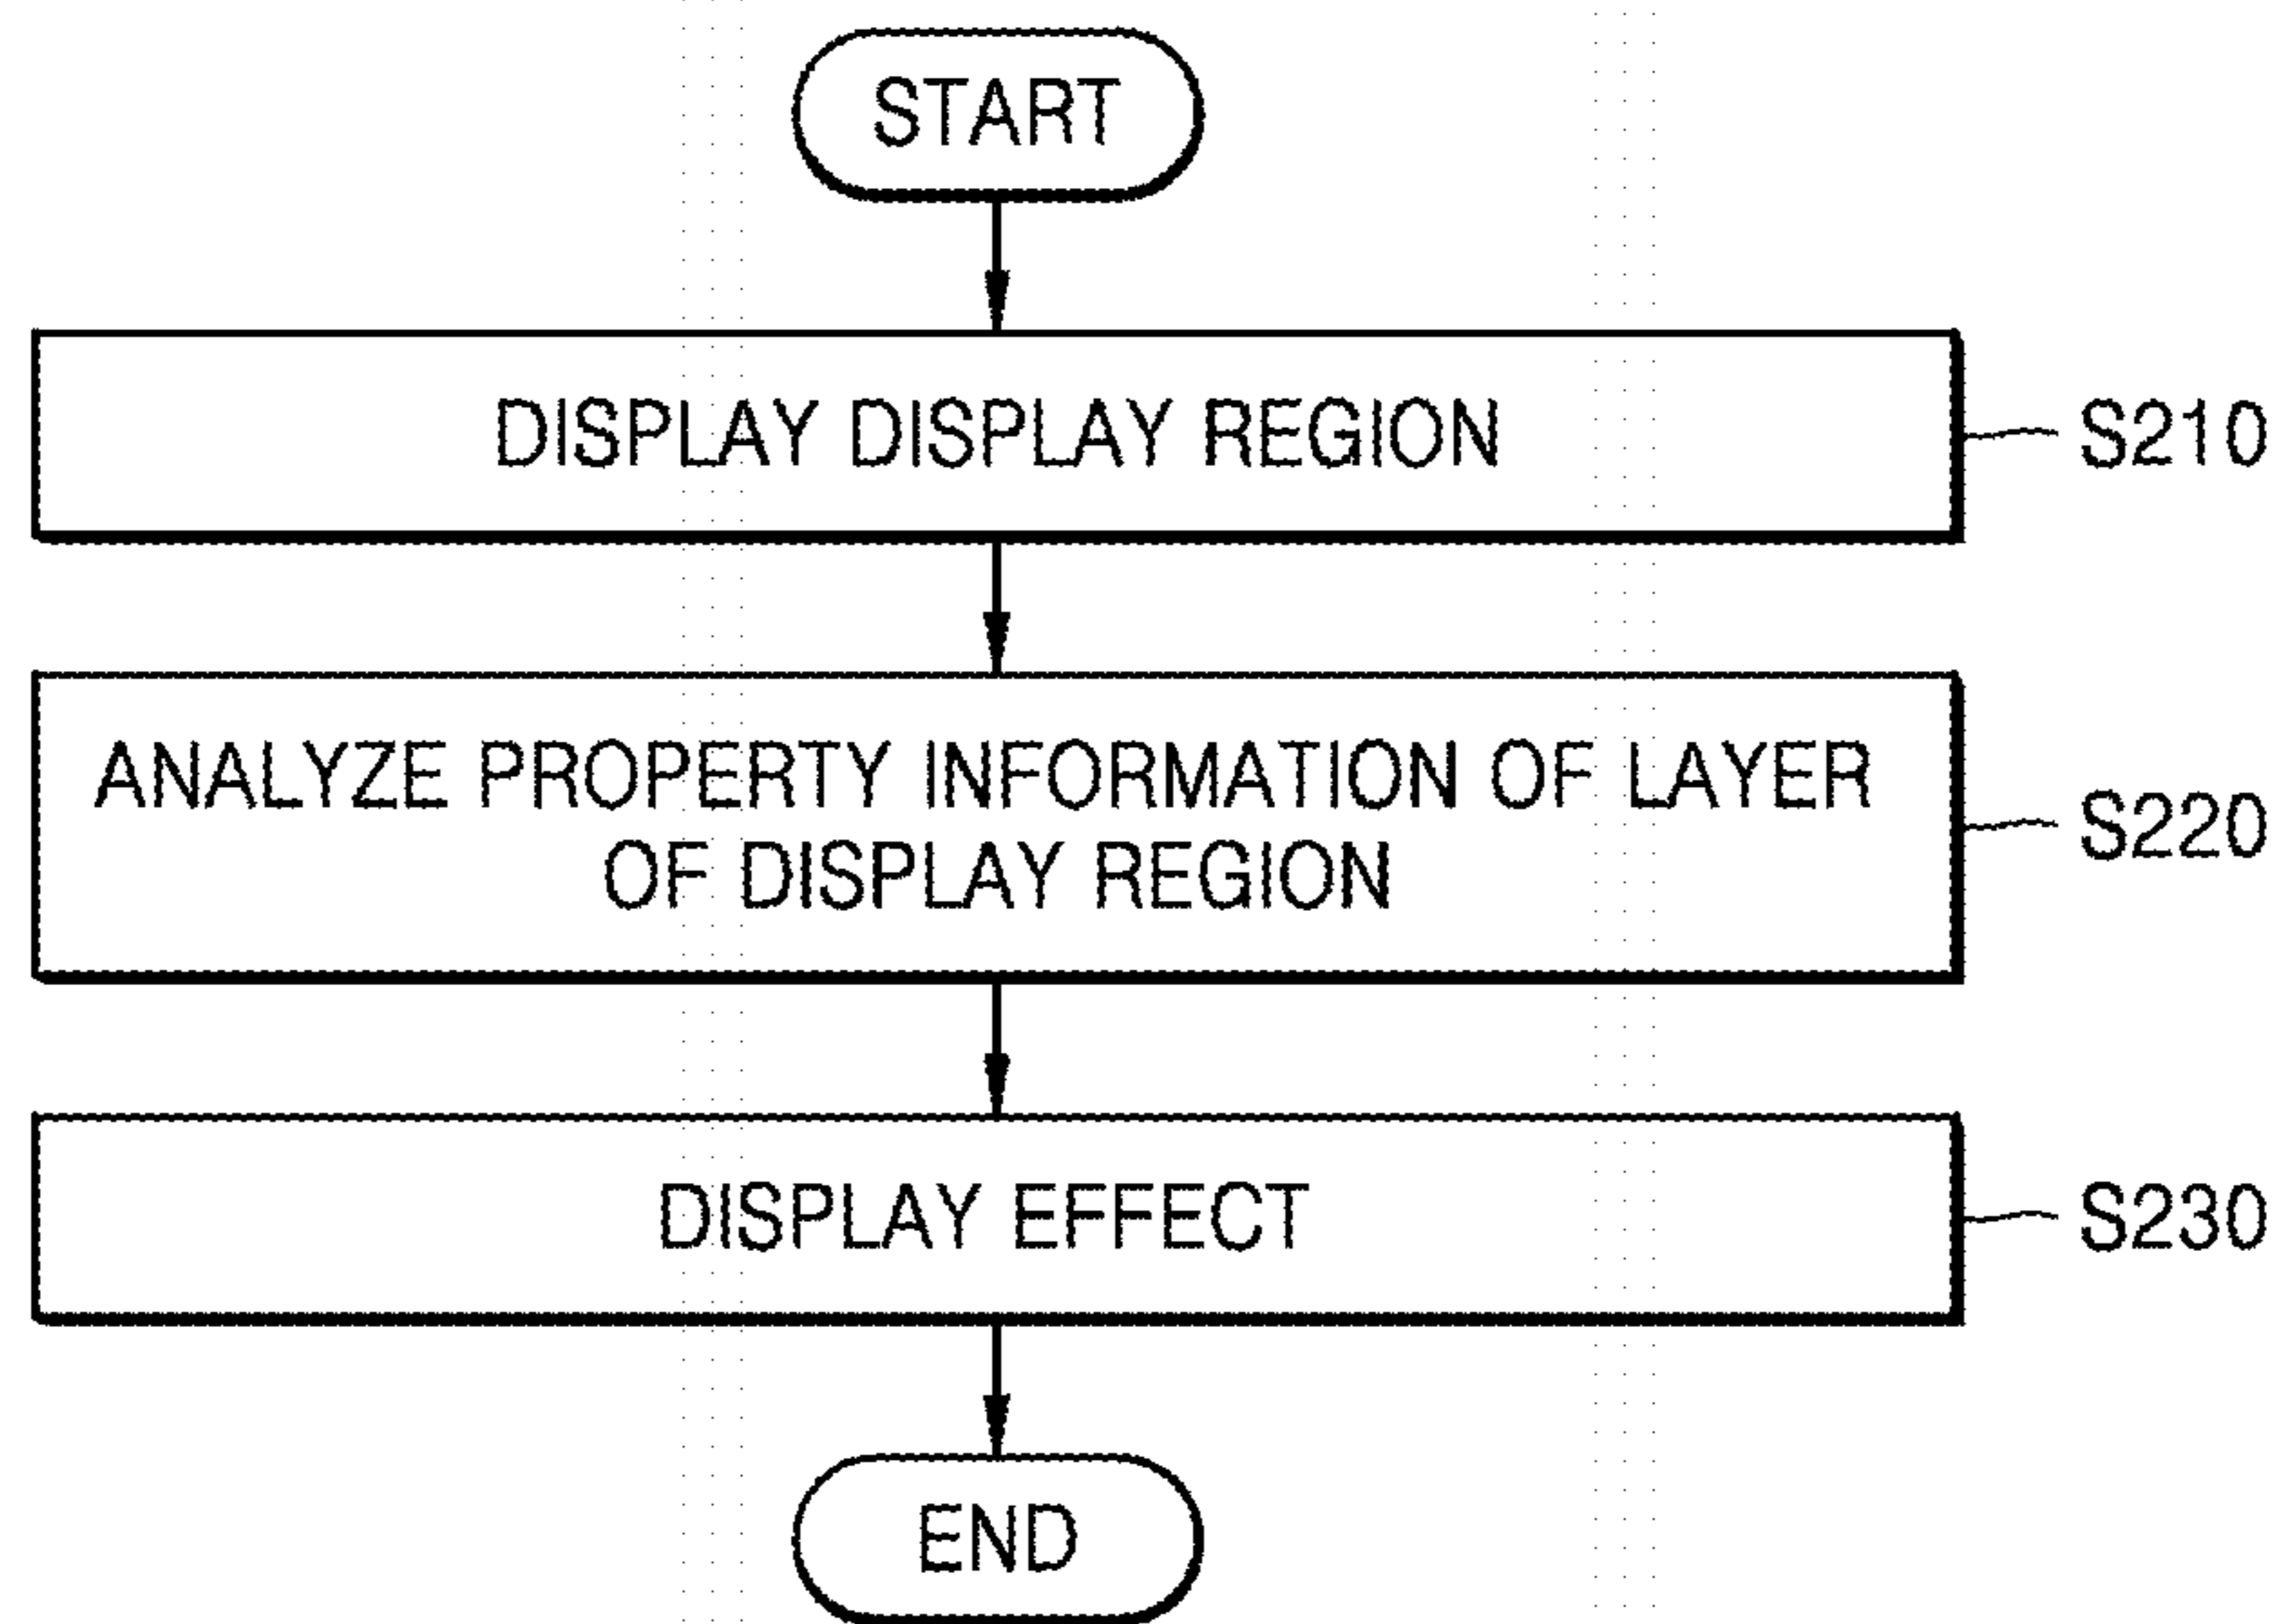 START
DISPLAY DISPLAY REGION
S210
ANALYZE PROPERTY INFORMATION OF LAYER
OF DISPLAY REGION
S220
DISPLAY EFFECT
S230
END